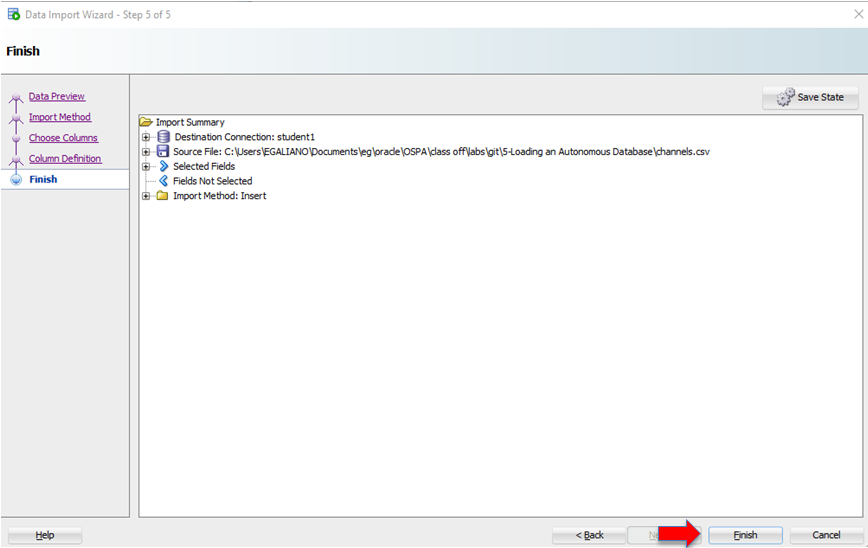 Data Import Wizard - Step 5 of 5
Finish
Data Preview
Import Method
Choose Columns
Column Definition
Finish
Save State
Import Summary
Destination Connection: student1
Source File: C:\Users\EGALIANO\Documents\eg\oracle\OSPA\class off\labs\git\5-Loading an Autonomous Database\channels.csv
Selected Fields
Fields Not Selected
Import Method: Insert
Help
< Back
Finish
Cancel